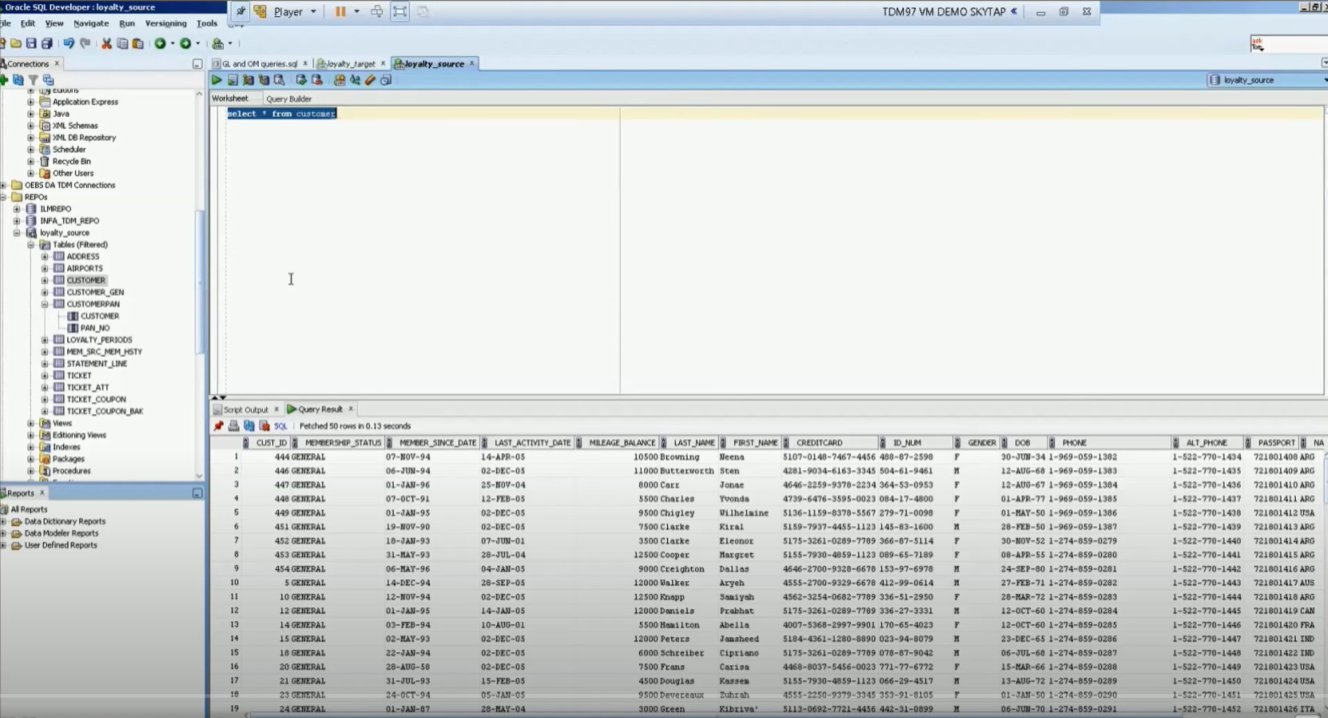 Oracle SQL Developer : loyalty_source
Player
TDM97 VM DEMO SKYTAP
File Edit View Navigate Run Versioning Tools
Connections
GL and OM queries.sql
loyalty_target
loyalty_source
loyalty_source
Worksheet Query Builder
select * from customer
Application Express
Java
XML Schemas
XML DB Repository
Scheduler
Recycle Bin
Other Users
OEBS DA TDM Connections
REPOs
ILMREPO
INFA_TDM_REPO
loyalty_source
Tables (Filtered)
ADDRESS
AIRPORTS
CUSTOMER
CUSTOMER_GEN
CUSTOMERPAN
CUSTOMER
PAN_NO
LOYALTY_PERIODS
MEM_SRC_MEM_HSTY
STATEMENT_LINE
TICKET
TICKET_ATT
TICKET_COUPON
TICKET_COUPON_BAK
Views
Editioning Views
Indexes
Packages
Procedures
Reports
All Reports
Data Dictionary Reports
Data Modeler Reports
User Defined Reports
Script Output Query Result
SQL Fetched 50 rows in 0.13 seconds
CUST_ID MEMBERSHIP_STATUS MEMBER_SINCE_DATE LAST_ACTIVITY_DATE MILEAGE_BALANCE LAST_NAME FIRST_NAME CREDITCARD ID_NUM GENDER DOB PHONE ALT_PHONE PASSPORT NA
1 444 GENERAL 07-NOV-94 14-APR-05 10500 Browning Neena 5107-0148-7467-4456 488-87-2598 F 30-JUN-34 1-969-059-1382 1-522-770-1434 721801408 ARG
2 446 GENERAL 06-JUN-94 02-DEC-05 11000 Butterworth Sten 4281-9034-6163-3345 504-61-9461 M 12-AUG-68 1-969-059-1383 1-522-770-1435 721801409 ARG
3 447 GENERAL 01-JAN-96 25-NOV-04 8000 Carr Jonae 4646-2259-9378-2234 364-53-0953 F 12-AUG-67 1-969-059-1384 1-522-770-1436 721801410 ARG
4 448 GENERAL 07-OCT-91 12-FEB-05 5500 Charles Yvonda 4739-6476-3595-0023 084-17-4800 F 01-APR-77 1-969-059-1385 1-522-770-1437 721801411 ARG
5 449 GENERAL 01-JAN-95 02-DEC-05 9500 Chigley Wilhelmine 5136-1159-8378-5567 279-71-0098 F 01-MAY-50 1-969-059-1386 1-522-770-1438 721801412 USA
6 451 GENERAL 19-NOV-90 02-DEC-05 7500 Clarke Kiral 5159-7937-4455-1123 145-83-1600 M 28-FEB-50 1-969-059-1387 1-522-770-1439 721801413 ARG
7 452 GENERAL 18-JAN-93 07-JUN-01 3500 Clarke Eleonor 5175-3261-0289-7789 366-87-5114 F 30-NOV-52 1-274-859-0279 1-522-770-1440 721801414 ARG
8 453 GENERAL 31-MAY-93 28-JUL-04 12500 Cooper Margret 5155-7930-4859-1123 089-65-7189 F 08-APR-55 1-274-859-0280 1-522-770-1441 721801415 ARG
9 454 GENERAL 06-MAY-96 04-JAN-05 9000 Creighton Dallas 4646-2700-9328-6678 153-97-6978 M 24-SEP-80 1-274-859-0281 1-522-770-1442 721801416 ARG
10 5 GENERAL 14-DEC-94 28-SEP-05 12000 Walker Aryeh 4555-2700-9329-6678 412-99-0614 M 27-FEB-71 1-274-859-0282 1-522-770-1443 721801417 AUS
11 10 GENERAL 12-NOV-94 02-DEC-05 12500 Knapp Samiyah 4562-3254-0682-7789 336-51-2950 F 28-MAR-72 1-274-859-0283 1-522-770-1444 721801418 ARG
12 12 GENERAL 01-JAN-95 14-JAN-05 12000 Daniels Prabhat 5175-3261-0289-7789 336-27-3331 M 12-OCT-60 1-274-859-0284 1-522-770-1445 721801419 CAN
13 14 GENERAL 03-FEB-94 10-AUG-01 5500 Hamilton Abella 4007-5368-2997-9901 170-65-4023 F 12-OCT-60 1-274-859-0285 1-522-770-1446 721801420 FRA
14 15 GENERAL 02-MAY-93 02-DEC-05 12000 Peters Jamsheed 5184-4361-1280-8890 023-94-8079 M 23-DEC-65 1-274-859-0286 1-522-770-1447 721801421 IND
15 18 GENERAL 22-JAN-94 02-DEC-05 6000 Schreiber Cipriano 5175-3261-0289-7789 078-87-9042 M 06-JUL-68 1-274-859-0287 1-522-770-1448 721801422 IND
16 20 GENERAL 28-AUG-58 02-DEC-05 7500 Frans Carisa 4468-8037-5456-0023 771-77-6772 F 15-MAR-66 1-274-859-0288 1-522-770-1449 721801423 USA
17 21 GENERAL 31-JUL-93 15-FEB-05 4500 Douglas Kassem 5155-7930-4859-1123 066-29-4517 M 13-AUG-72 1-274-859-0289 1-522-770-1450 721801424 USA
18 23 GENERAL 24-OCT-94 05-JAN-05 9500 Devereaux Zuhrah 4555-2250-9379-3345 353-91-8105 F 01-JAN-50 1-274-859-0290 1-522-770-1451 721801425 USA
19 24 GENERAL 01-JAN-87 28-MAY-04 3000 Green Kibriya' 5113-0692-7721-4456 442-31-0899 M 06-JUN-70 1-274-859-0291 1-522-770-1452 721801426 ITA